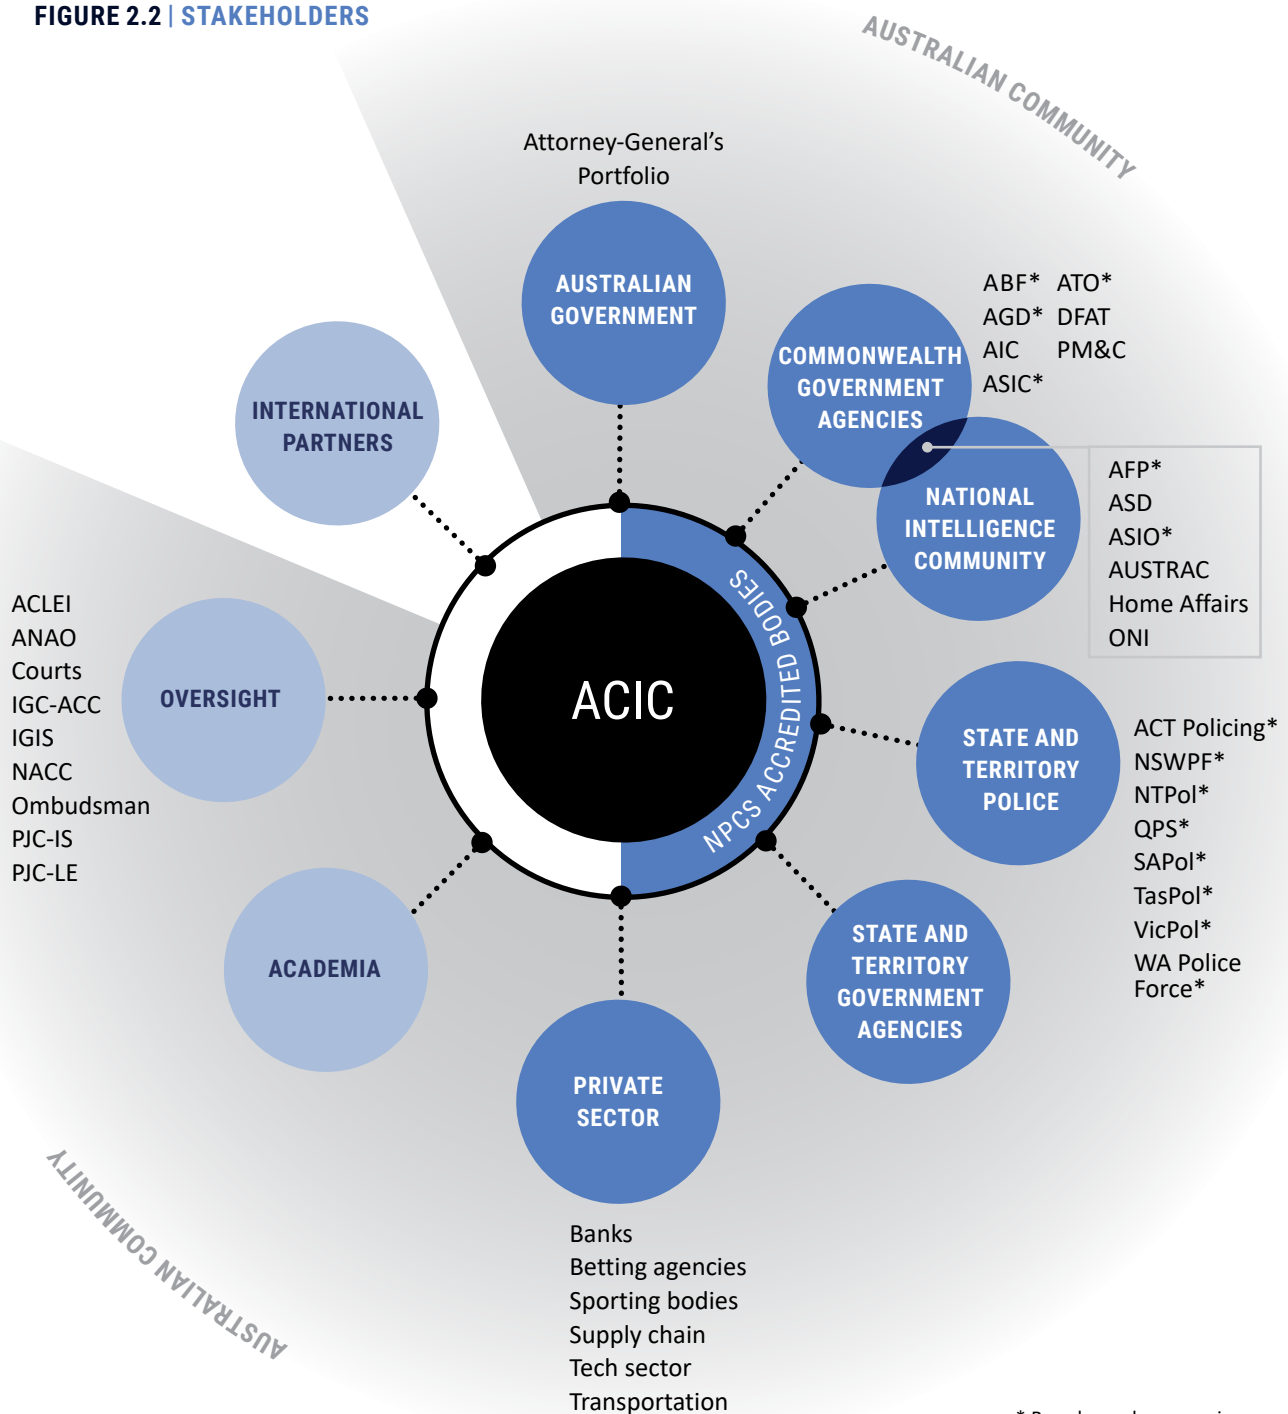 FIGURE 2.2 | STAKEHOLDERS
AUSTRALIAN COMMUNITY
Attorney-General’s
Portfolio
AUSTRALIAN
GOVERNMENT
COMMONWEALTH
GOVERNMENT
AGENCIES
ABF* ATO*
AGD* DFAT
AIC PM&C
ASIC*
INTERNATIONAL
PARTNERS
NATIONAL
INTELLIGENCE
COMMUNITY
AFP*
ASD
ASIO*
AUSTRAC
Home Affairs
ONI
ACLEI
ANAO
Courts
IGC-ACC
IGIS
NACC
Ombudsman
PJC-IS
PJC-LE
OVERSIGHT
ACIC
NPCS ACCREDITED BODIES
STATE AND
TERRITORY
POLICE
ACT Policing*
NSWPF*
NTPol*
QPS*
SAPol*
TasPol*
VicPol*
WA Police
Force*
ACADEMIA
STATE AND
TERRITORY
GOVERNMENT
AGENCIES
PRIVATE
SECTOR
Banks
Betting agencies
Sporting bodies
Supply chain
Tech sector
Transportation
AUSTRALIAN COMMUNITY